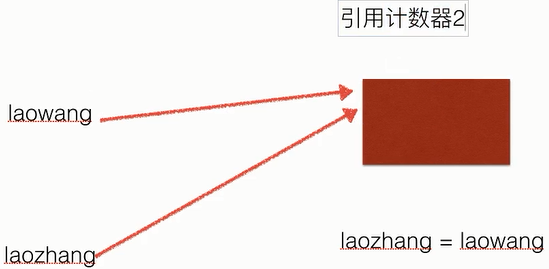 引用计数器2
laowang
laozhang
laozhang = laowang